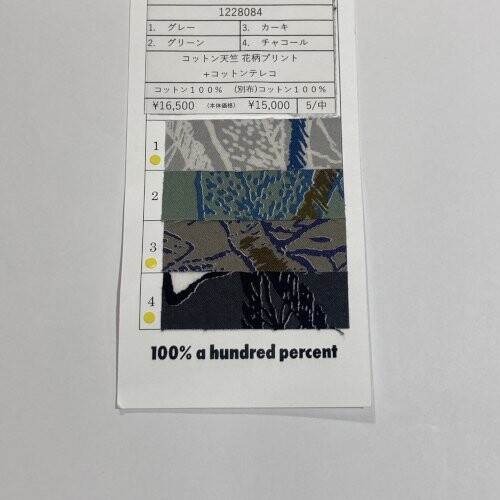 1228084
1. グレー 3. カーキ
2. グリーン 4. チャコール
コットン天竺 花柄プリント
+コットンテレコ
コットン100% (別布)コットン100%
¥16,500 (本体価格) ¥15,000 5/中
1
2
3
4
100% a hundred percent